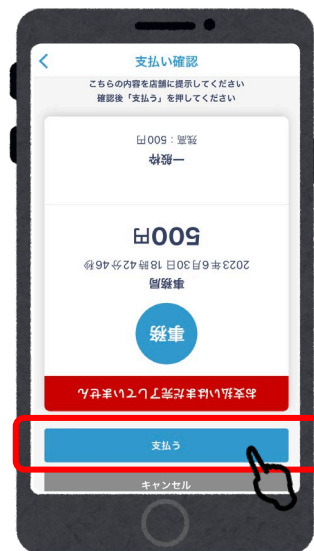 支払い確認
こちらの内容を店舗に提示してください
確認後「支払う」を押してください
お支払いはまだ完了していません
事務
事務局
2023年6月30日 18時42分46秒
500円
一般枠
残高：500円
支払う
キャンセル